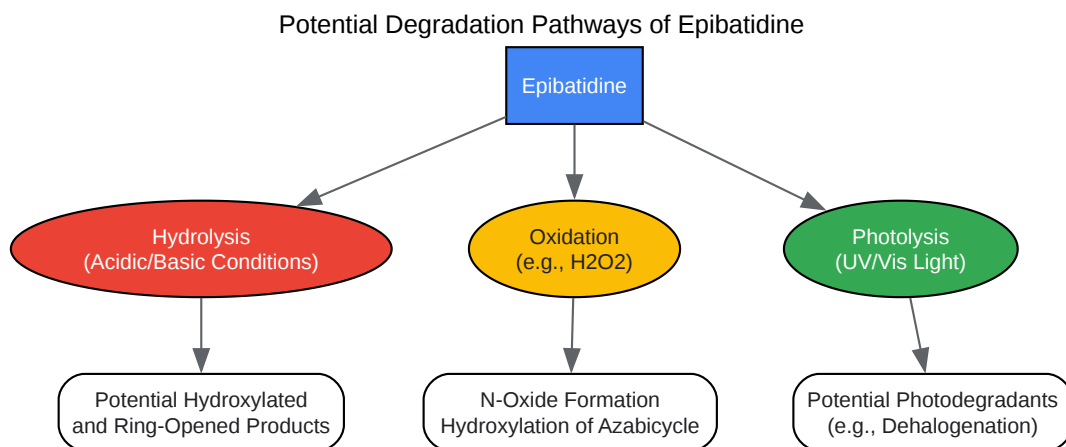 Potential Degradation Pathways of Epibatidine
Epibatidine
Hydrolysis
(Acidic/Basic Conditions)
Oxidation
(e.g., H2O2)
Photolysis
(UV/Vis Light)
Potential Hydroxylated
and Ring-Opened Products
N-Oxide Formation
Hydroxylation of Azabicycle
Potential Photodegradants
(e.g., Dehalogenation)